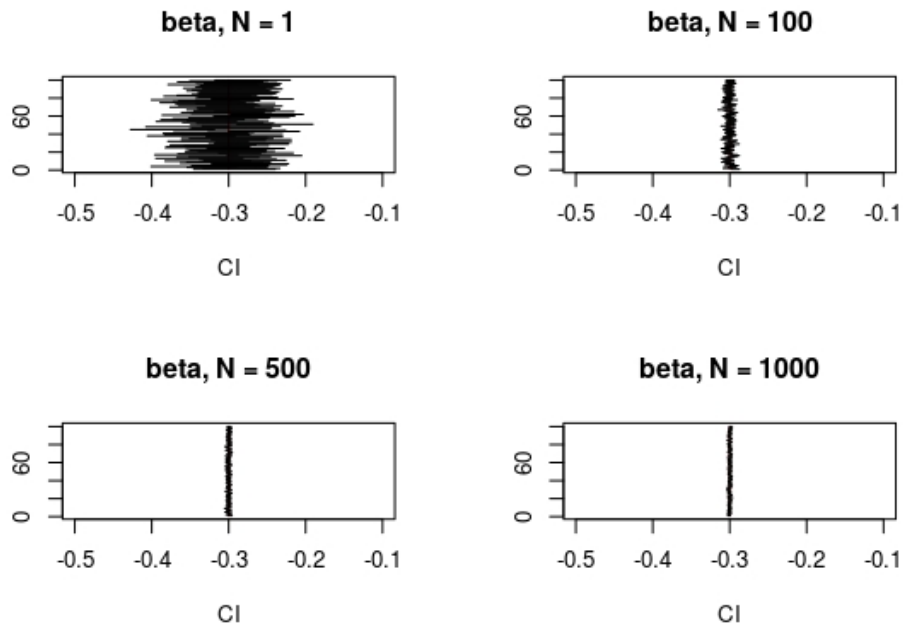 beta, N = 1
60
0
-0.5 -0.4 -0.3 -0.2 -0.1
CI
beta, N = 100
60
0
-0.5 -0.4 -0.3 -0.2 -0.1
CI
beta, N = 500
60
0
-0.5 -0.4 -0.3 -0.2 -0.1
CI
beta, N = 1000
60
0
-0.5 -0.4 -0.3 -0.2 -0.1
CI